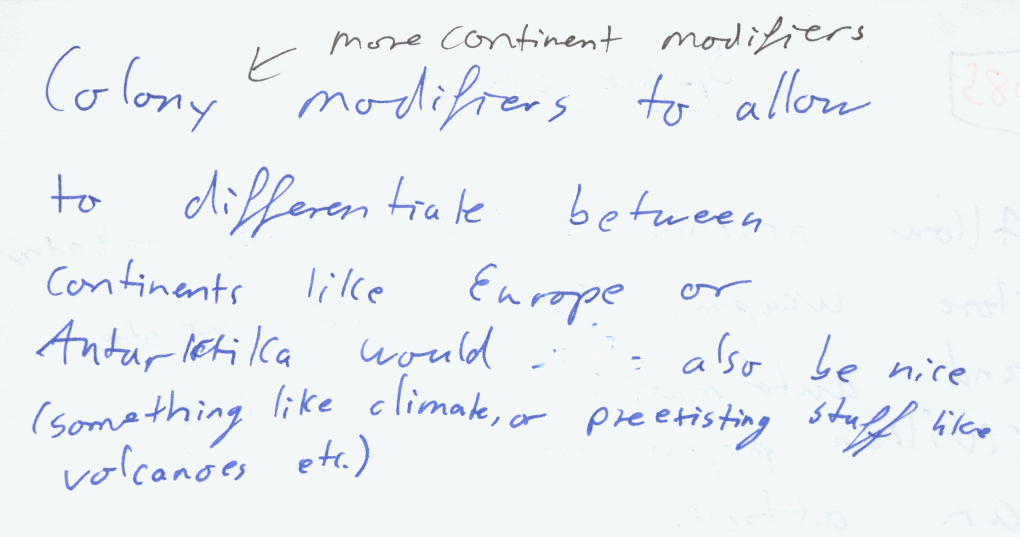 more continent modifiers
Colony modifiers to allow
to differentiate between
continents like Europe or
Antarktika would also be nice
(something like climate, or preexisting stuff like
volcanoes etc.)